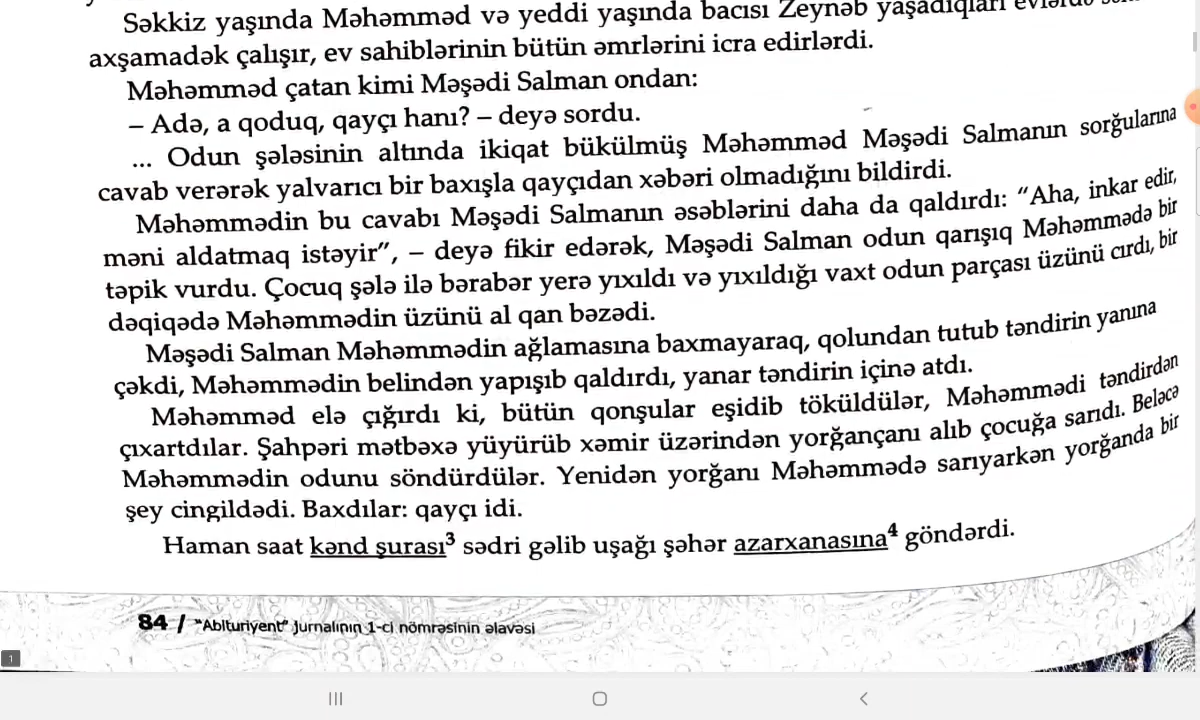 Səkkiz yaşında Məhəmməd və yeddi yaşında bacısı Zeynəb yaşadıqları
axşamadək çalışır, ev sahiblərinin bütün əmrlərini icra edirlərdi.
Məhəmməd çatan kimi Məşədi Salman ondan:
– Adə, a qoduq, qayçı hanı? – deyə sordu.
... Odun şələsinin altında ikiqat bükülmüş Məhəmməd Məşədi Salmanın sorğularına
cavab verərək yalvarıcı bir baxışla qayçıdan xəbəri olmadığını bildirdi.
Məhəmmədin bu cavabı Məşədi Salmanın əsəblərini daha da qaldırdı: “Aha, inkar edir,
məni aldatmaq istəyir”, – deyə fikir edərək, Məşədi Salman odun qarışıq Məhəmmədə bir
təpik vurdu. Çocuq şələ ilə bərabər yerə yıxıldı və yıxıldığı vaxt odun parçası üzünü cırdı, bir
dəqiqədə Məhəmmədin üzünü al qan bəzədi.
Məşədi Salman Məhəmmədin ağlamasına baxmayaraq, qolundan tutub təndirin yanına
çəkdi, Məhəmmədin belindən yapışıb qaldırdı, yanar təndirin içinə atdı.
Məhəmməd elə çığırdı ki, bütün qonşular eşidib töküldülər, Məhəmmədi təndirdən
çıxartdılar. Şahpəri mətbəxə yüyürüb xəmir üzərindən yorğançanı alıb çocuğa sarıdı. Beləcə
Məhəmmədin odunu söndürdülər. Yenidən yorğanı Məhəmmədə sarıyarkən yorğanda bir
şey cingildədi. Baxdılar: qayçı idi.
Haman saat kənd şurası³ sədri gəlib uşağı şəhər azarxanasına⁴ göndərdi.
84 / “Abituriyent” jurnalının 1-ci nömrəsinin əlavəsi
1